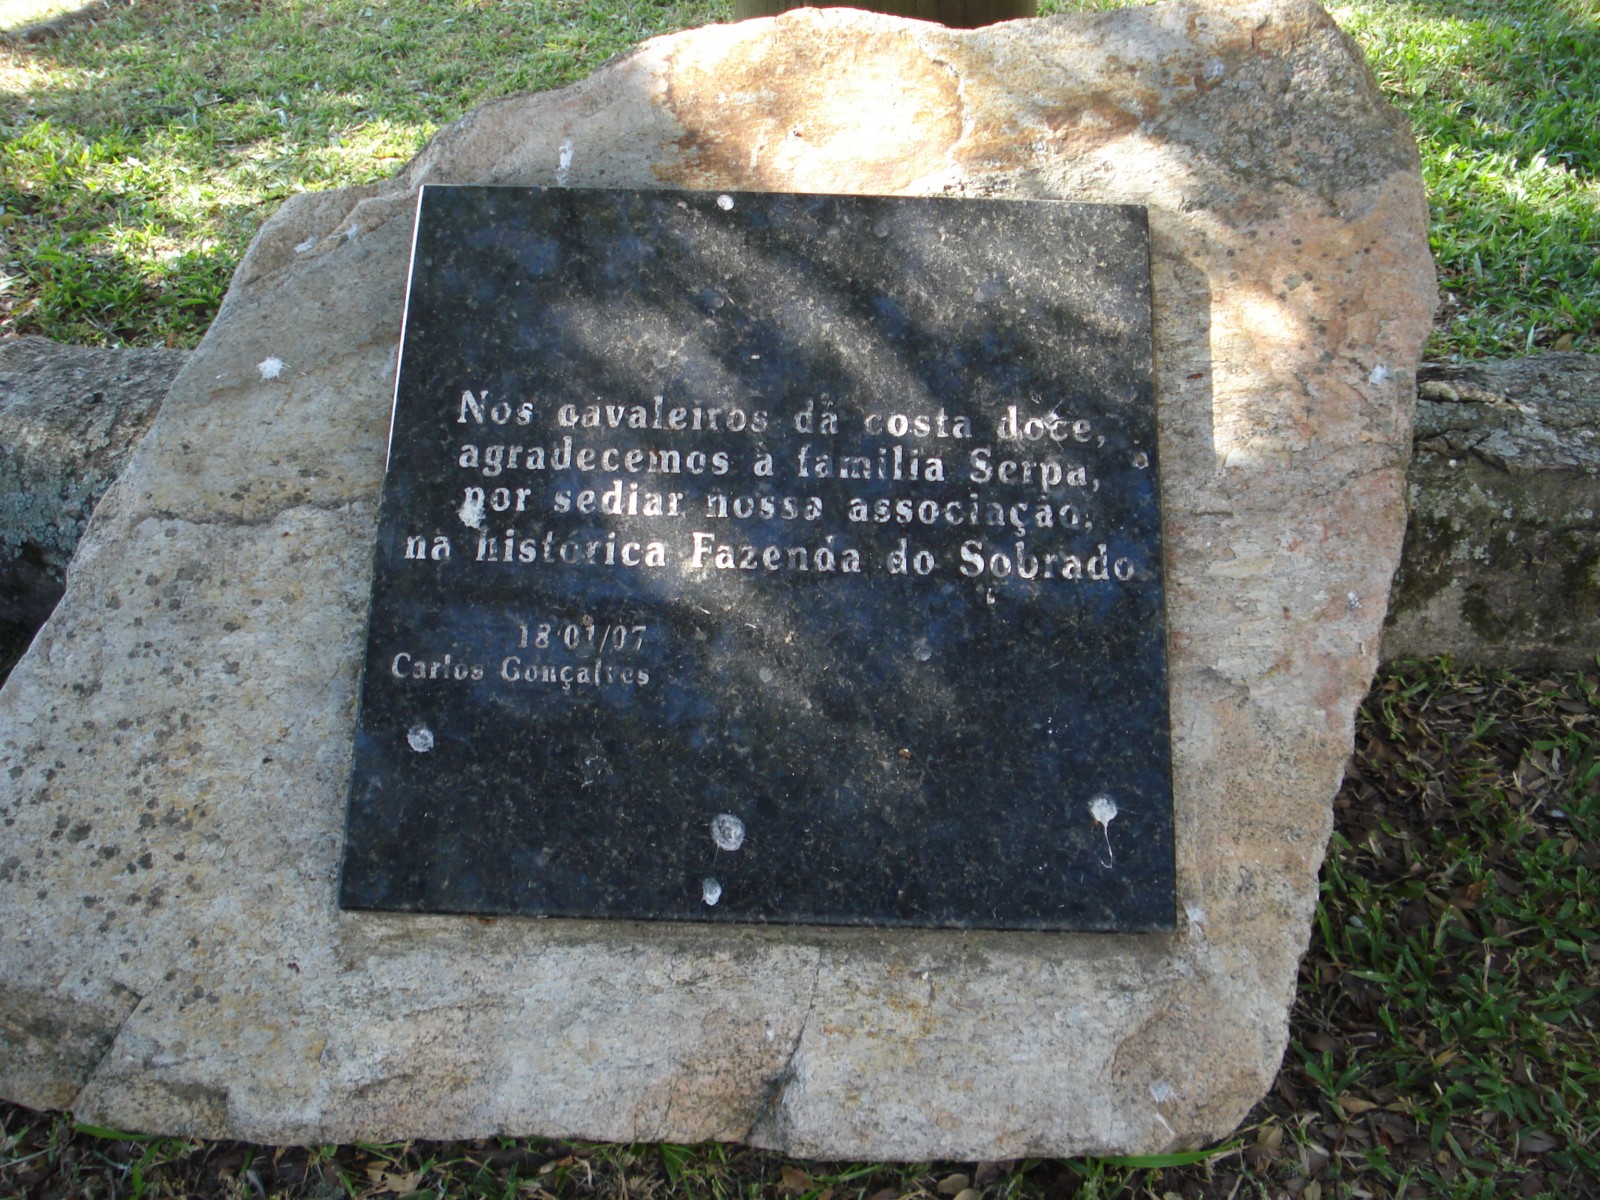 Nos cavaleiros da costa doce,
agradecemos à familia Serpa,
por sediar nossa associação,
na histórica Fazenda do Sobrado
18/01/07
Carlos Gonçalves